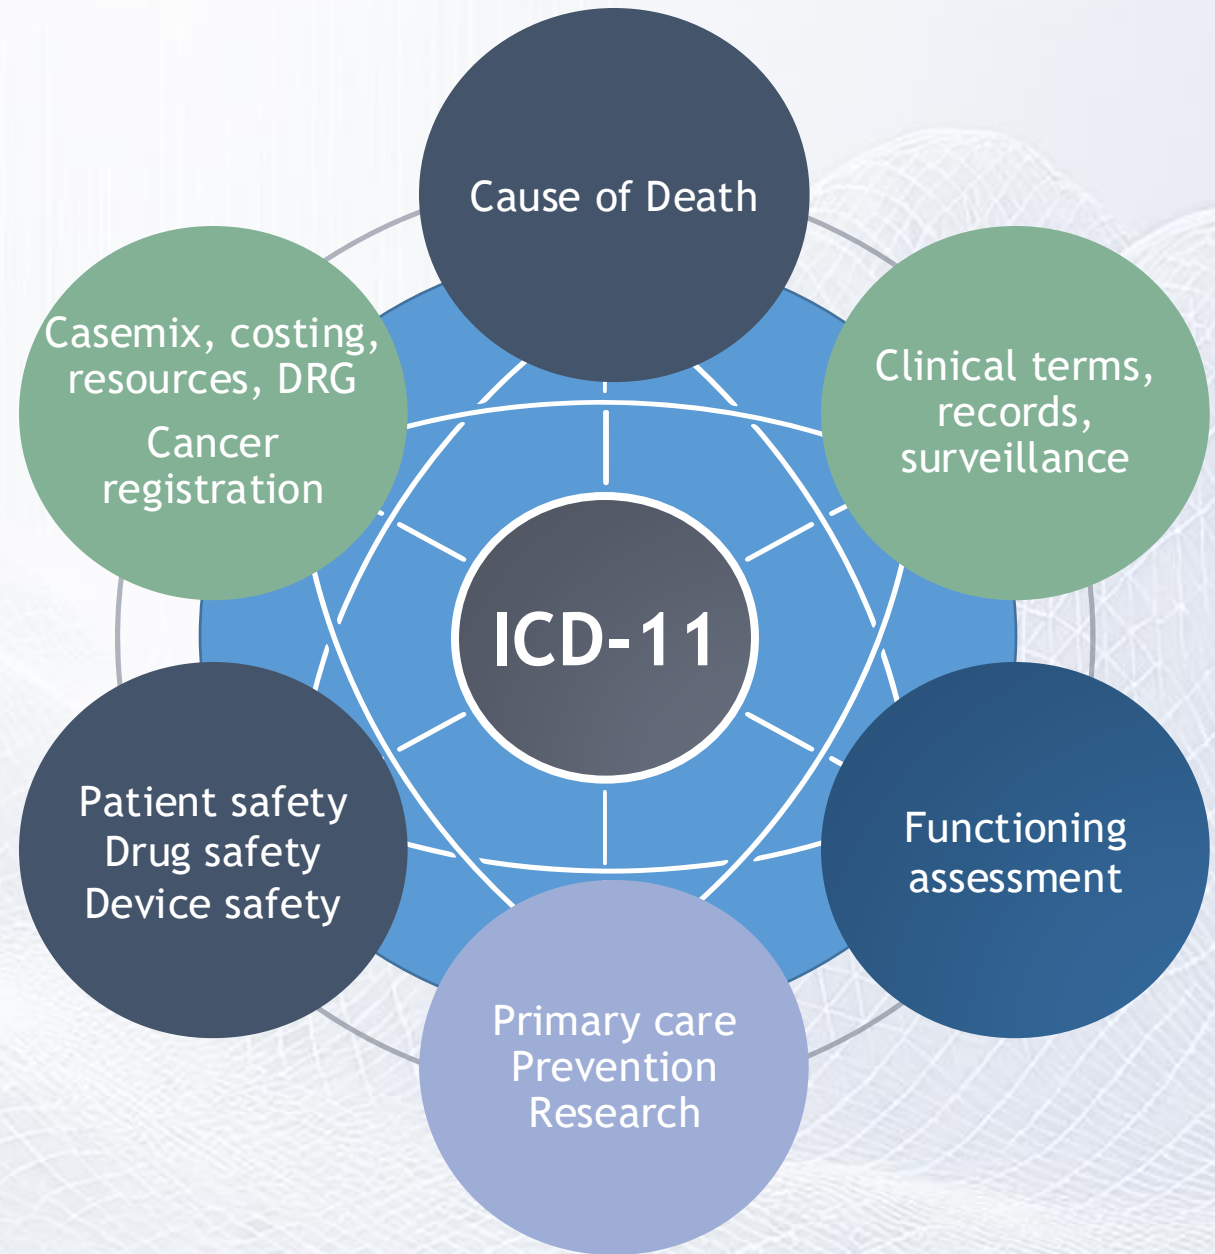 Cause of Death
Casemix, costing,
resources, DRG
Cancer
registration
Clinical terms,
records,
surveillance
ICD-11
Patient safety
Drug safety
Device safety
Functioning
assessment
Primary care
Prevention
Research